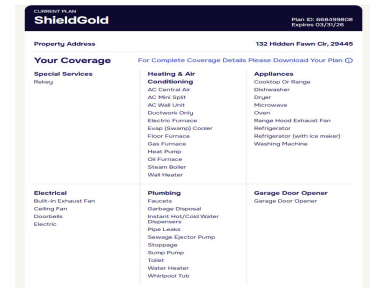 CURRENT PLAN
ShieldGold
Plan ID: 668499808
Expires 03/31/26
Property Address
132 Hidden Fawn Cir, 29445
Your Coverage
For Complete Coverage Details Please Download Your Plan
Special Services
Rekey
Heating & Air
Conditioning
AC Central Air
AC Mini Split
AC Wall Unit
Ductwork Only
Electric Furnace
Evap (Swamp) Cooler
Floor Furnace
Gas Furnace
Heat Pump
Oil Furnace
Steam Boiler
Wall Heater
Appliances
Cooktop Or Range
Dishwasher
Dryer
Microwave
Oven
Range Hood Exhaust Fan
Refrigerator
Refrigerator (with ice maker)
Washing Machine
Electrical
Built-In Exhaust Fan
Ceiling Fan
Doorbells
Electric
Plumbing
Faucets
Garbage Disposal
Instant Hot/Cold Water
Dispensers
Pipe Leaks
Sewage Ejector Pump
Stoppage
Sump Pump
Toilet
Water Heater
Whirlpool Tub
Garage Door Opener
Garage Door Opener